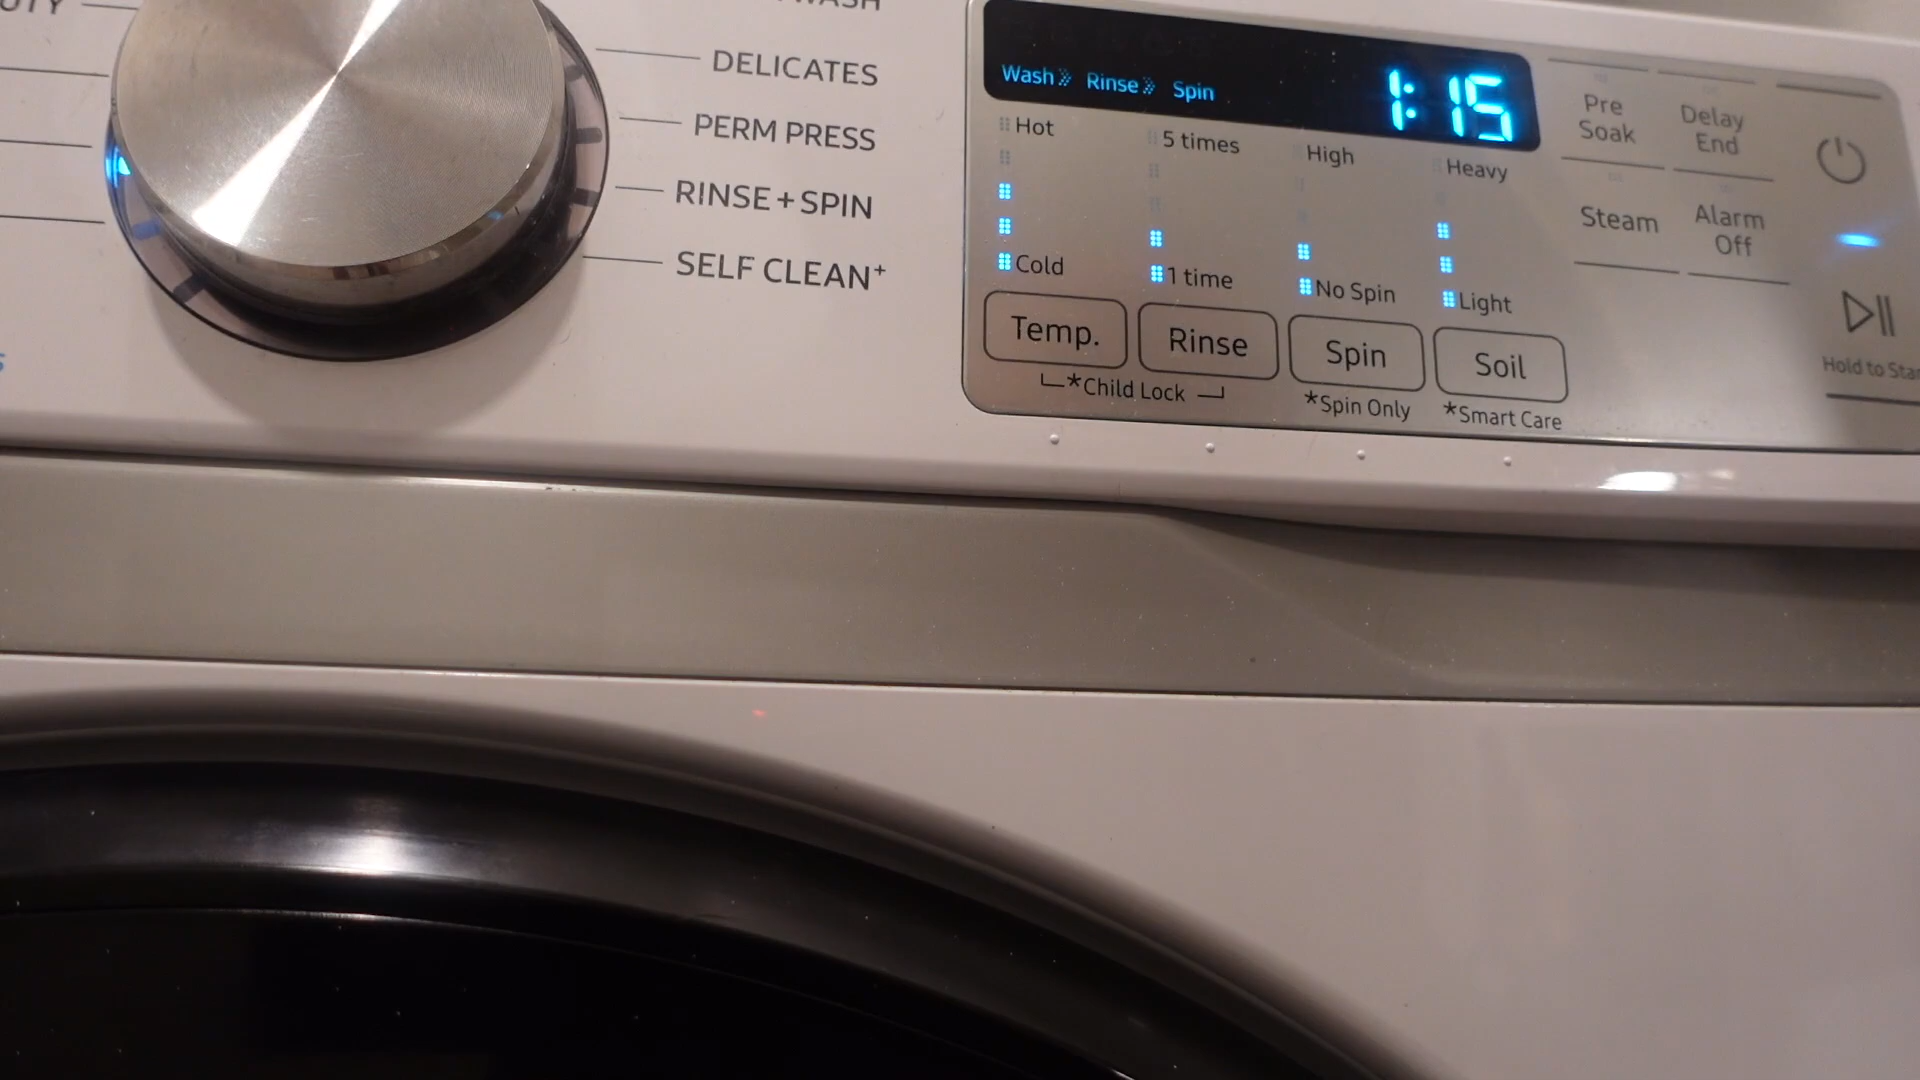 DELICATES
PERM PRESS
RINSE + SPIN
SELF CLEAN+
Wash Rinse Spin
1:15
Hot
5 times
High
Heavy
Cold
1 time
No Spin
Light
Temp.
Rinse
Spin
Soil
*Child Lock
*Spin Only
*Smart Care
Pre Soak
Delay End
Steam
Alarm Off
Hold to